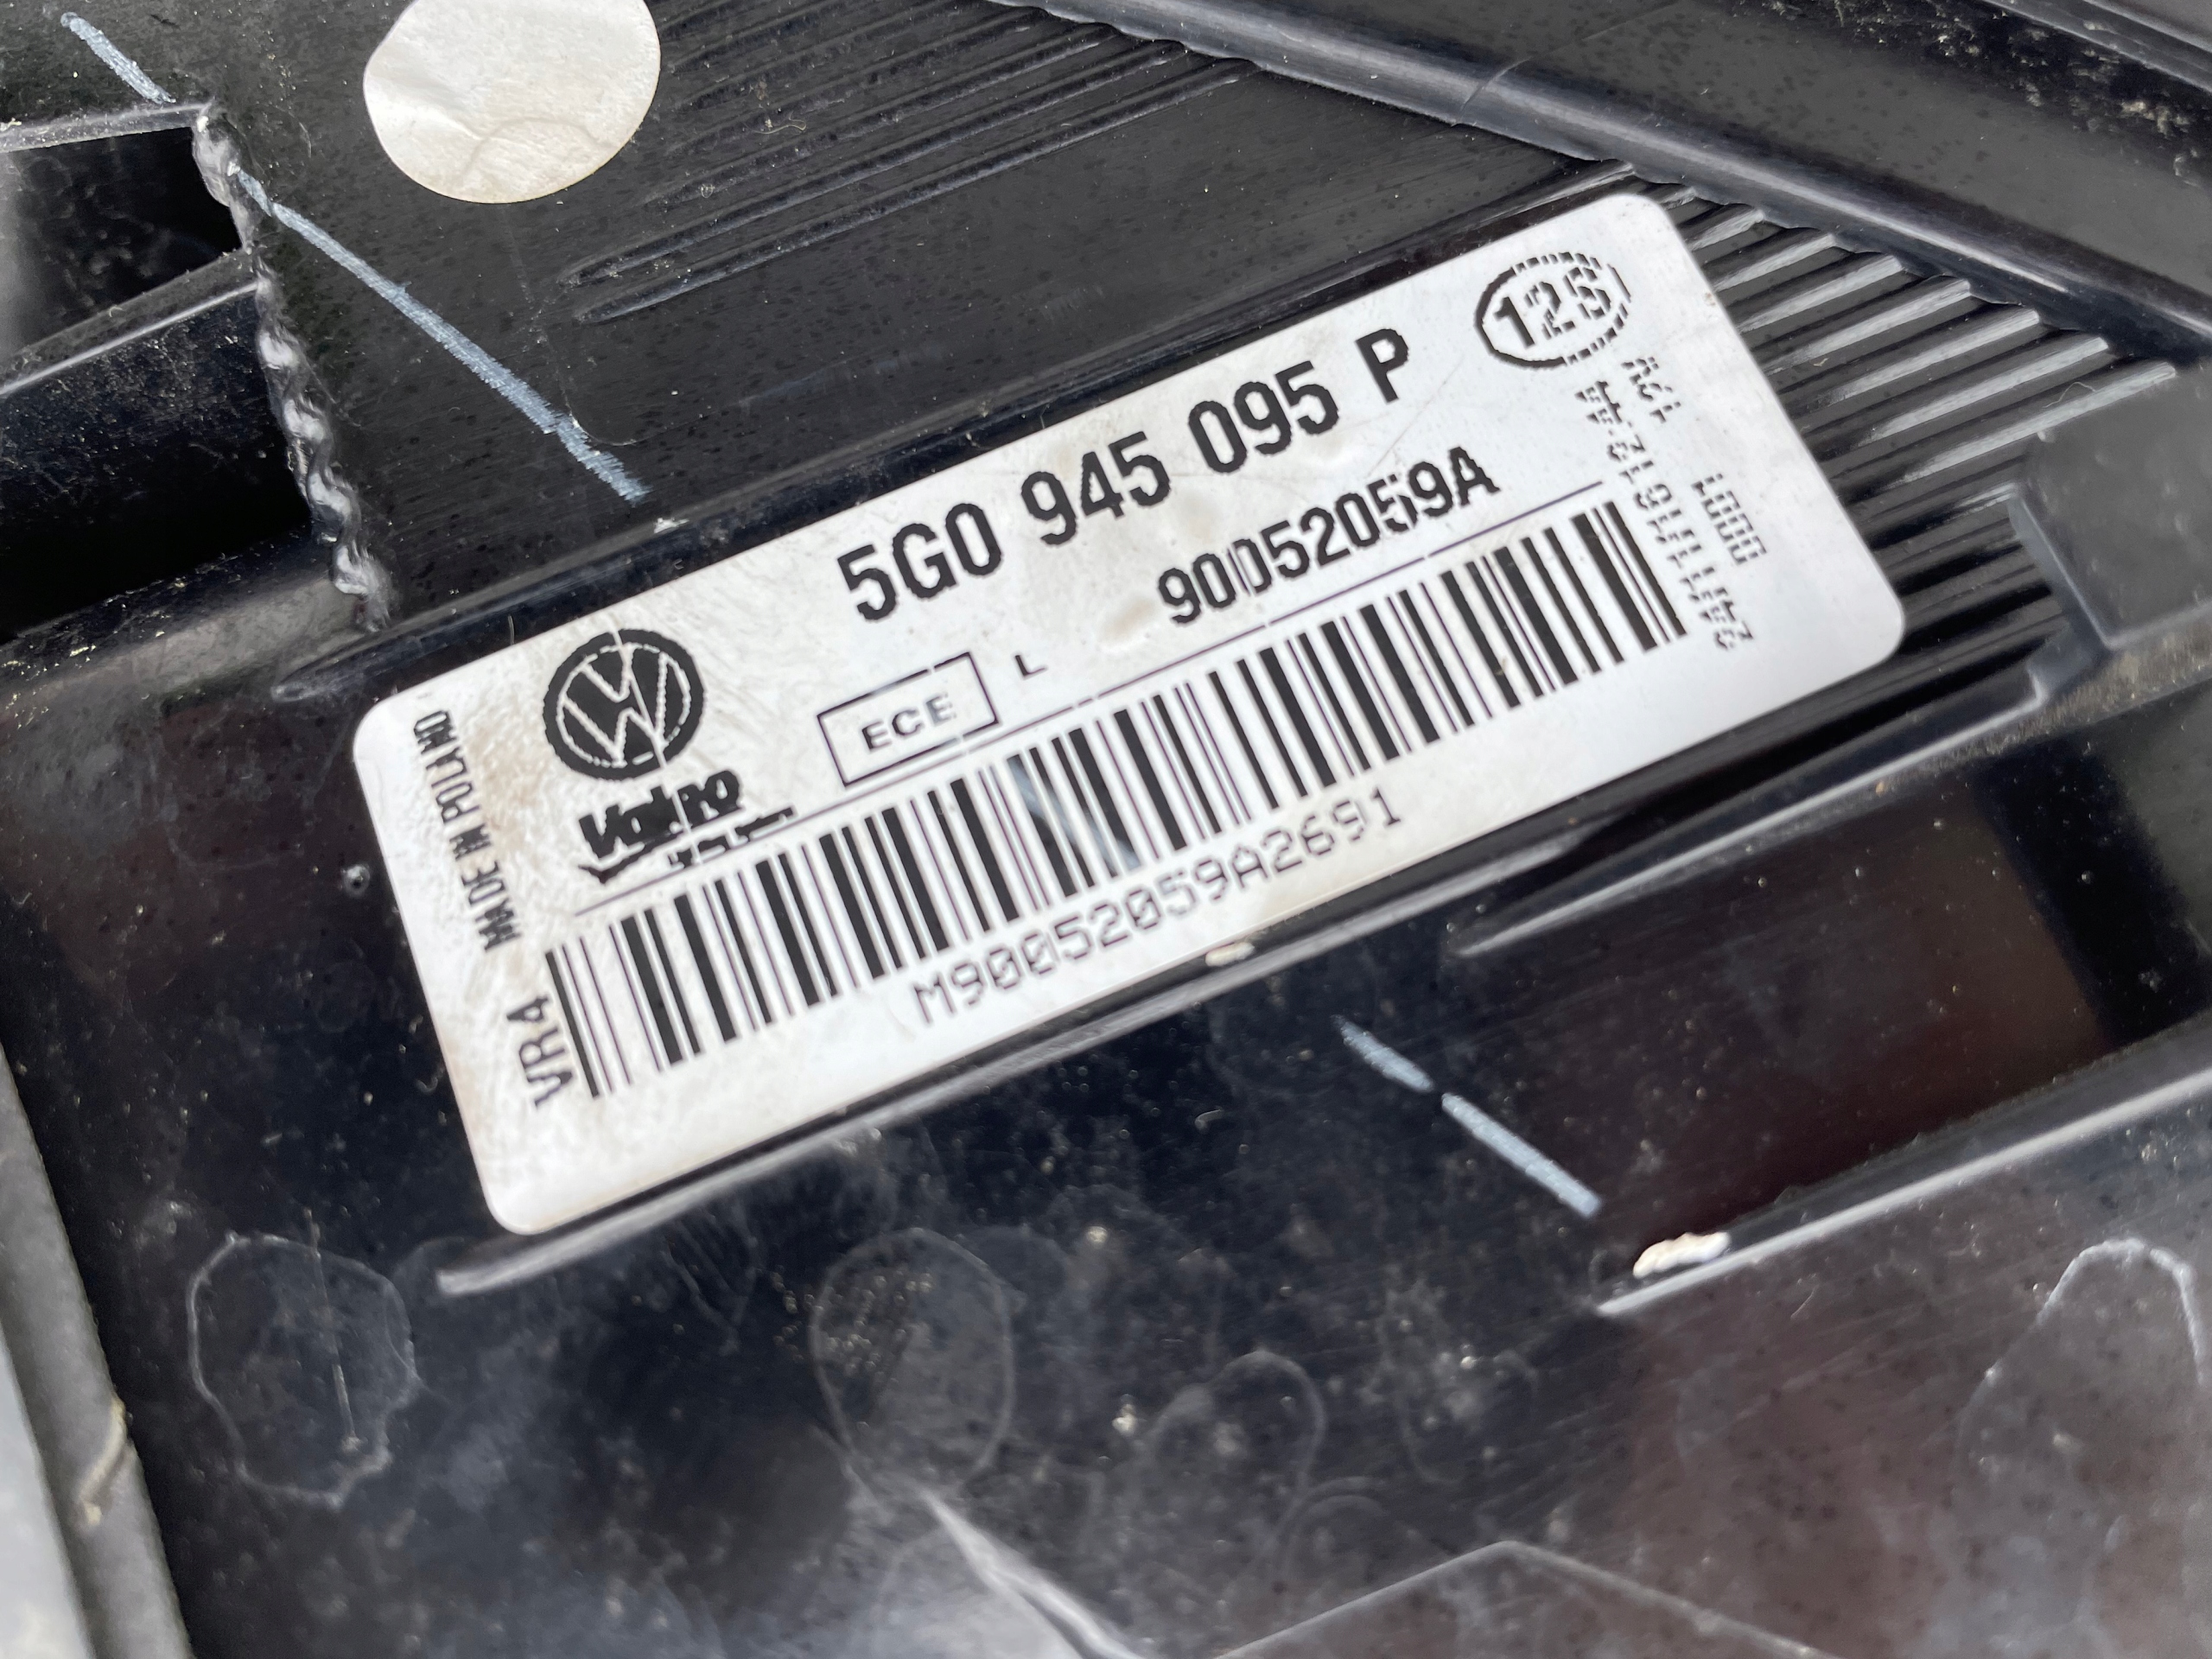 125
5G0 945 095 P
90052059A
ECE L
Valeo
MADE IN POLAND
VR4
M90052059A2691